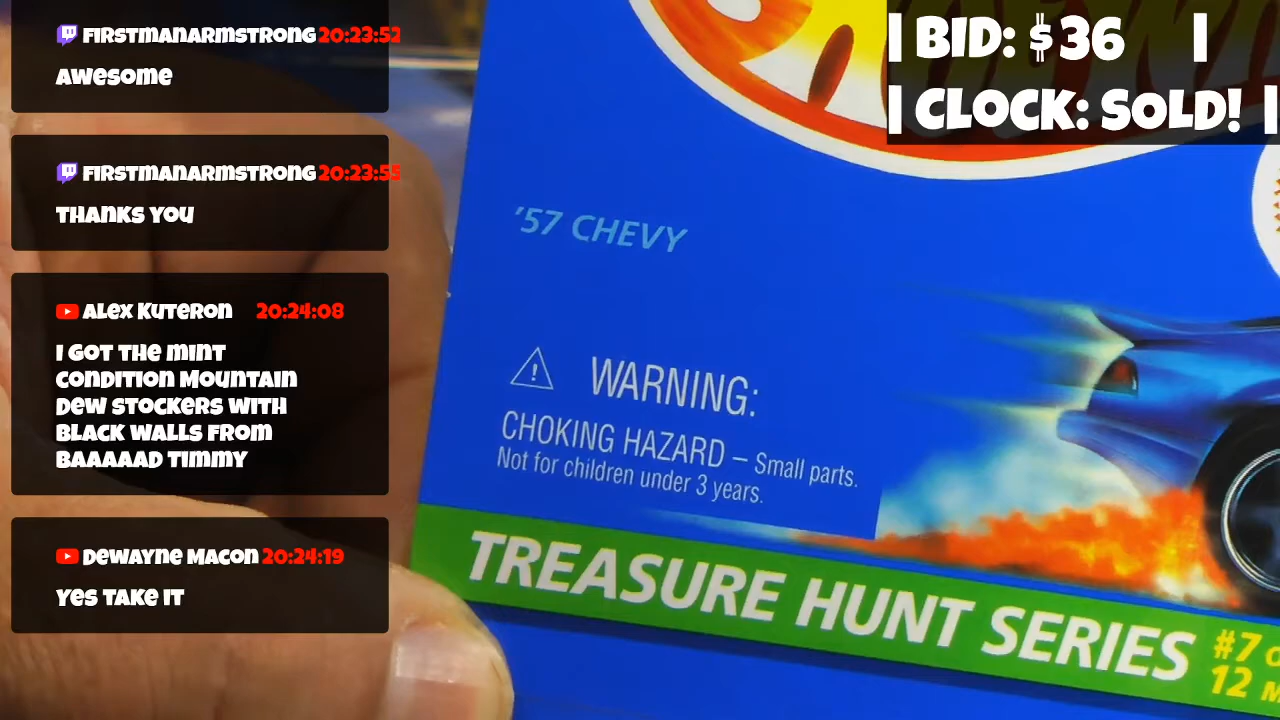 FIRSTMANARMSTRONG 20:23:52
AWESOME
FIRSTMANARMSTRONG 20:23:55
THANKS YOU
ALEX KUTERON 20:24:08
I GOT THE MINT
CONDITION MOUNTAIN
DEW STOCKERS WITH
BLACK WALLS FROM
BAAAAAD TIMMY
DEWAYNE MACON 20:24:19
YES TAKE IT
| BID: $36 |
| CLOCK: SOLD! |
'57 CHEVY
WARNING:
CHOKING HAZARD – Small parts.
Not for children under 3 years.
TREASURE HUNT SERIES
#7
12